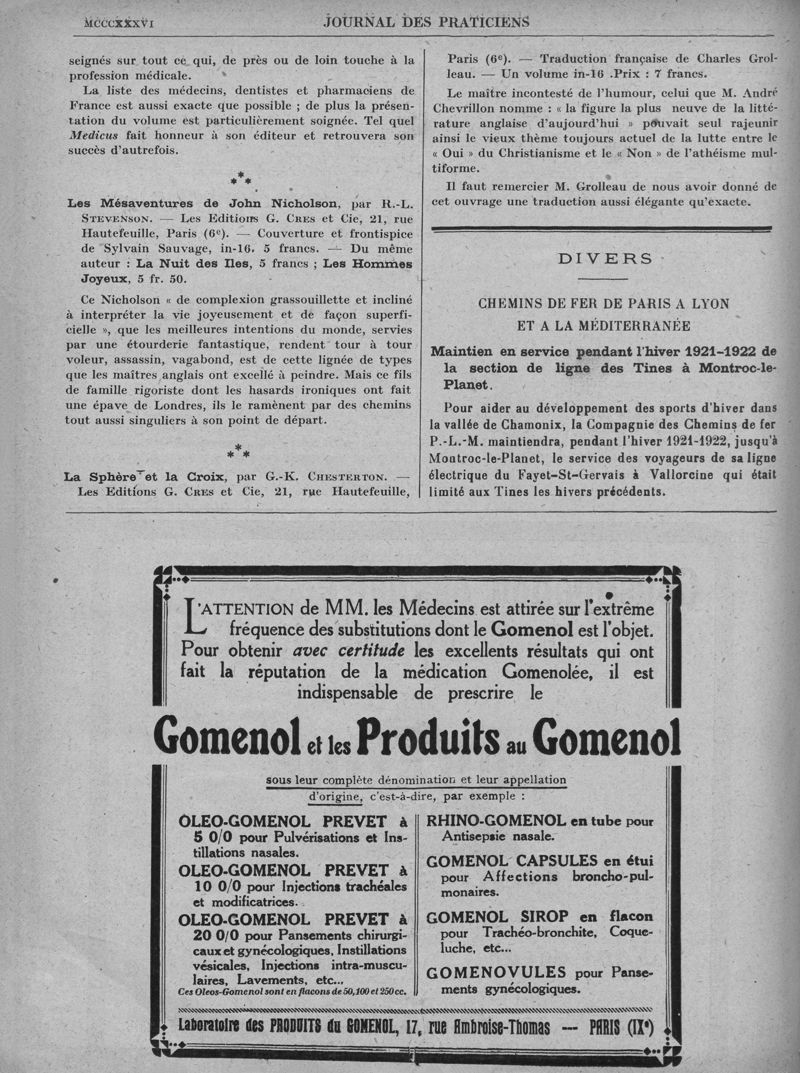 MCCCXXXVI
JOURNAL DES PRATICIENS
seignés sur tout ce qui, de près ou de loin touche à la
profession médicale.
La liste des médecins, dentistes et pharmaciens de
France est aussi exacte que possible ; de plus la présen-
tation du volume est particulièrement soignée. Tel quel
Medicus fait honneur à son éditeur et retrouvera son
succès d'autrefois.
***
Les Mésaventures de John Nicholson, par R.-L.
STEVENSON. — Les Editions G. CRES et Cie, 21, rue
Hautefeuille, Paris (6e). — Couverture et frontispice
de Sylvain Sauvage, in-16. 5 francs. — Du même
auteur : La Nuit des Iles, 5 francs ; Les Hommes
Joyeux, 5 fr. 50.
Ce Nicholson « de complexion grassouillette et incliné
à interpréter la vie joyeusement et de façon superfi-
cielle », que les meilleures intentions du monde, servies
par une étourderie fantastique, rendent tour à tour
voleur, assassin, vagabond, est de cette lignée de types
que les maîtres anglais ont excellé à peindre. Mais ce fils
de famille rigoriste dont les hasards ironiques ont fait
une épave de Londres, ils le ramènent par des chemins
tout aussi singuliers à son point de départ.
***
La Sphère et la Croix, par G.-K. CHESTERTON. —
Les Editions G. CRES et Cie, 21, rue Hautefeuille,
Paris (6e). — Traduction française de Charles Grol-
leau. — Un volume in-16 .Prix : 7 francs.
Le maître incontesté de l'humour, celui que M. André
Chevrillon nomme : « la figure la plus neuve de la litté-
rature anglaise d'aujourd'hui » pouvait seul rajeunir
ainsi le vieux thème toujours actuel de la lutte entre le
« Oui » du Christianisme et le « Non » de l'athéisme mul-
tiforme.
Il faut remercier M. Grolleau de nous avoir donné de
cet ouvrage une traduction aussi élégante qu'exacte.
DIVERS
CHEMINS DE FER DE PARIS A LYON
ET A LA MÉDITERRANÉE
Maintien en service pendant l'hiver 1921-1922 de
la section de ligne des Tines à Montroc-le-
Planet.
Pour aider au développement des sports d'hiver dans
la vallée de Chamonix, la Compagnie des Chemins de fer
P.-L.-M. maintiendra, pendant l'hiver 1921-1922, jusqu'à
Montroc-le-Planet, le service des voyageurs de sa ligne
électrique du Fayet-St-Gervais à Vallorcine qui était
limité aux Tines les hivers précédents.
L'ATTENTION de MM. les Médecins est attirée sur l'extrême
fréquence des substitutions dont le Gomenol est l'objet.
Pour obtenir avec certitude les excellents résultats qui ont
fait la réputation de la médication Gomenolée, il est
indispensable de prescrire le
Gomenol et les Produits au Gomenol
sous leur complète dénomination et leur appellation
d'origine, c'est-à-dire, par exemple :
OLEO-GOMENOL PREVET à
5 0/0 pour Pulvérisations et Ins-
tillations nasales.
OLEO-GOMENOL PREVET à
10 0/0 pour Injections trachéales
et modificatrices.
OLEO-GOMENOL PREVET à
20 0/0 pour Pansements chirurgi-
caux et gynécologiques, Instillations
vésicales, Injections intra-muscu-
laires, Lavements, etc...
Ces Oleos-Gomenol sont en flacons de 50, 100 et 250 cc.
RHINO-GOMENOL en tube pour
Antisepsie nasale.
GOMENOL CAPSULES en étui
pour Affections broncho-pul-
monaires.
GOMENOL SIROP en flacon
pour Trachéo-bronchite, Coque-
luche, etc...
GOMENOVULES pour Panse-
ments gynécologiques.
Laboratoire des PRODUITS du GOMENOL, 17, rue Ambroise-Thomas — PARIS (IXe)